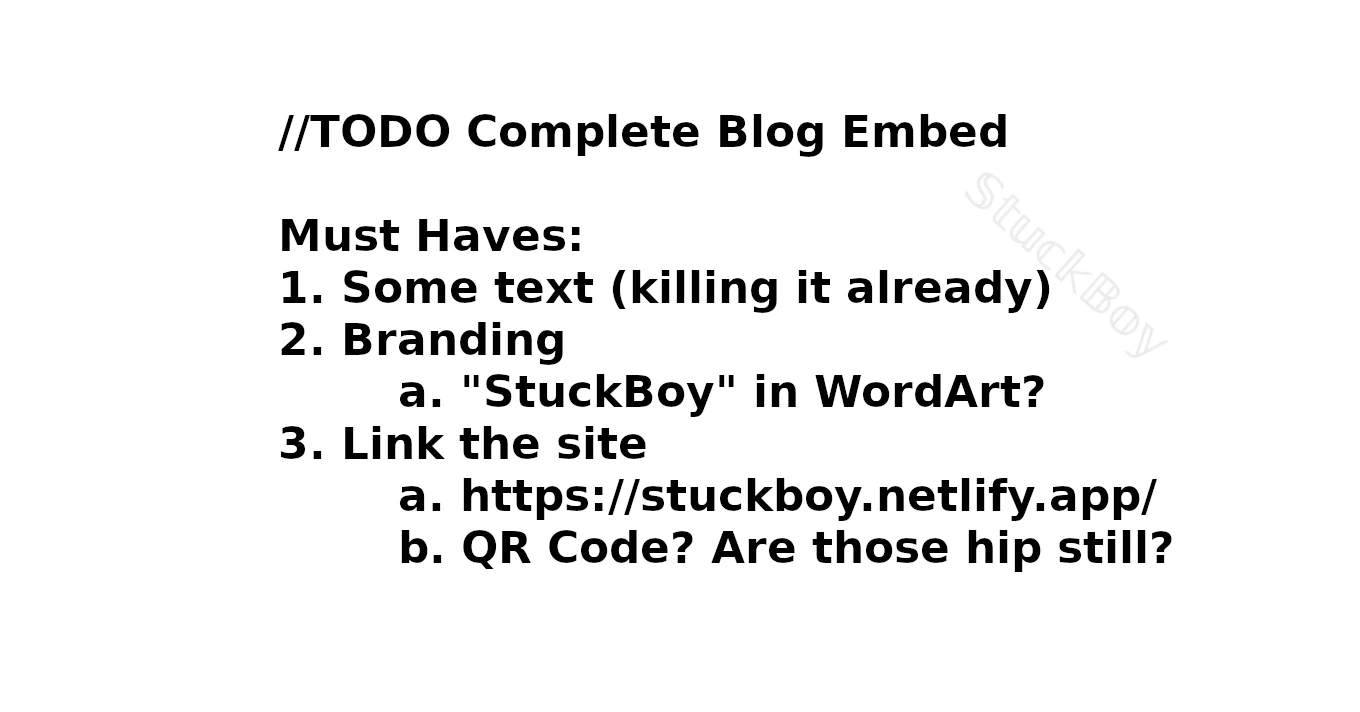 //TODO Complete Blog Embed
Must Haves:
1. Some text (killing it already)
2. Branding
a. "StuckBoy" in WordArt?
3. Link the site
a. https://stuckboy.netlify.app/
b. QR Code? Are those hip still?
StuckBoy